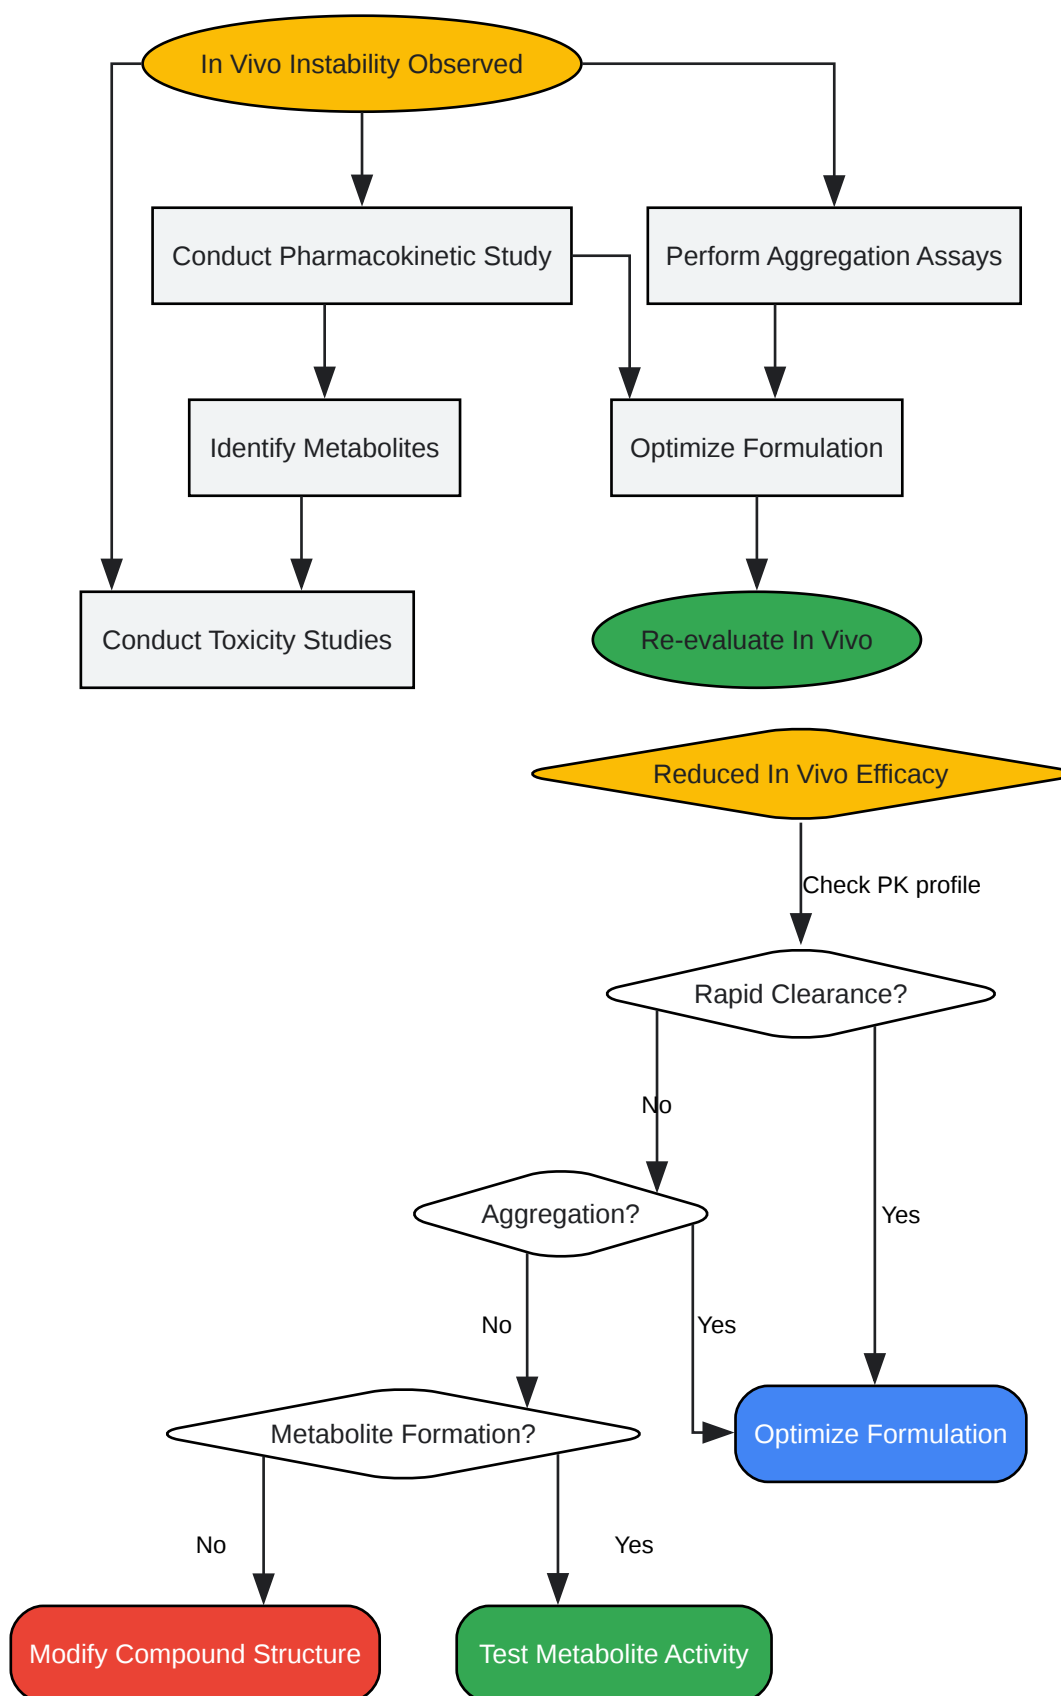 In Vivo Instability Observed
Conduct Pharmacokinetic Study
Perform Aggregation Assays
Identify Metabolites
Optimize Formulation
Conduct Toxicity Studies
Re-evaluate In Vivo
Reduced In Vivo Efficacy
Check PK profile
Rapid Clearance?
No
Aggregation?
Yes
No
Yes
Metabolite Formation?
Optimize Formulation
No
Yes
Modify Compound Structure
Test Metabolite Activity